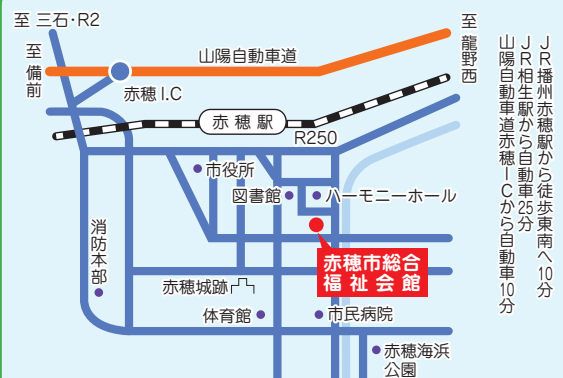 至 三石・R2
至 備前
山陽自動車道
赤穂I.C
至 龍野西
赤穂駅
R250
市役所
図書館
ハーモニーホール
消防本部
赤穂市総合
福祉会館
赤穂城跡
体育館
市民病院
赤穂海浜
公園
JR播州赤穂駅から徒歩東南へ10分
JR相生駅から自動車25分
山陽自動車道赤穂ICから自動車10分